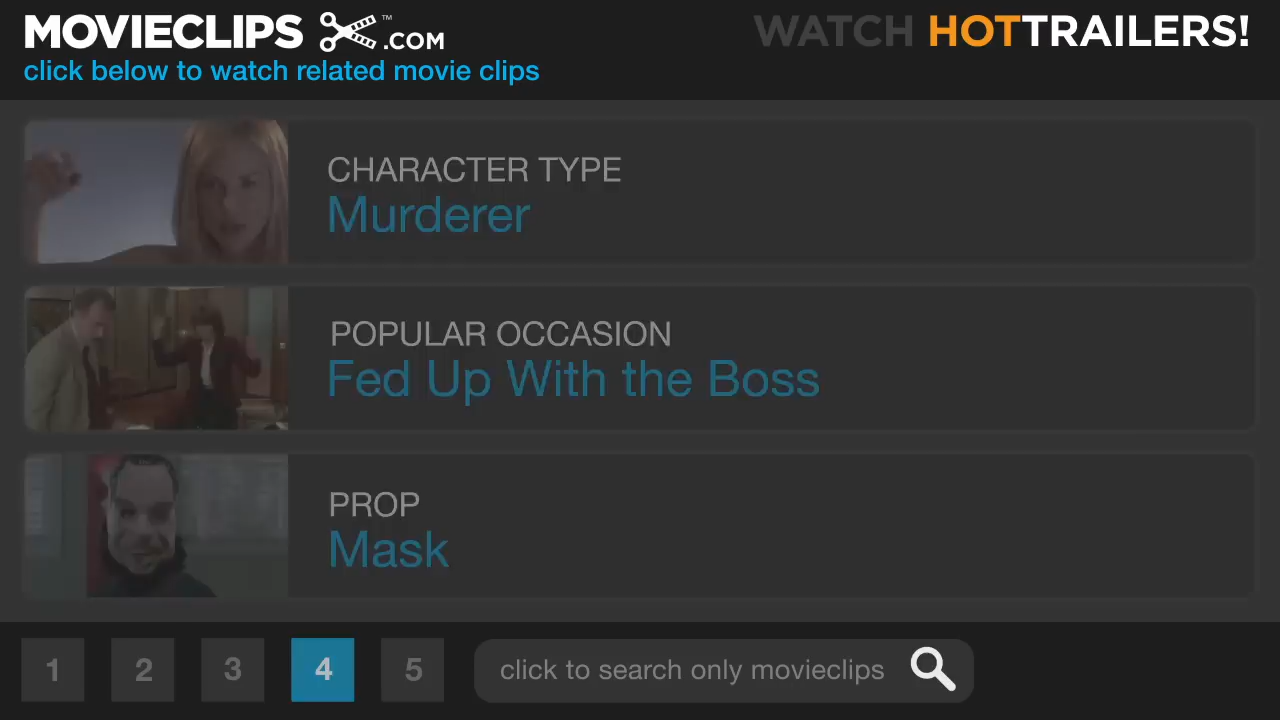 MOVIECLIPS ™ .COM
WATCH HOTTRAILERS!
click below to watch related movie clips
CHARACTER TYPE
Murderer
POPULAR OCCASION
Fed Up With the Boss
PROP
Mask
1 2 3 4 5 click to search only movieclips